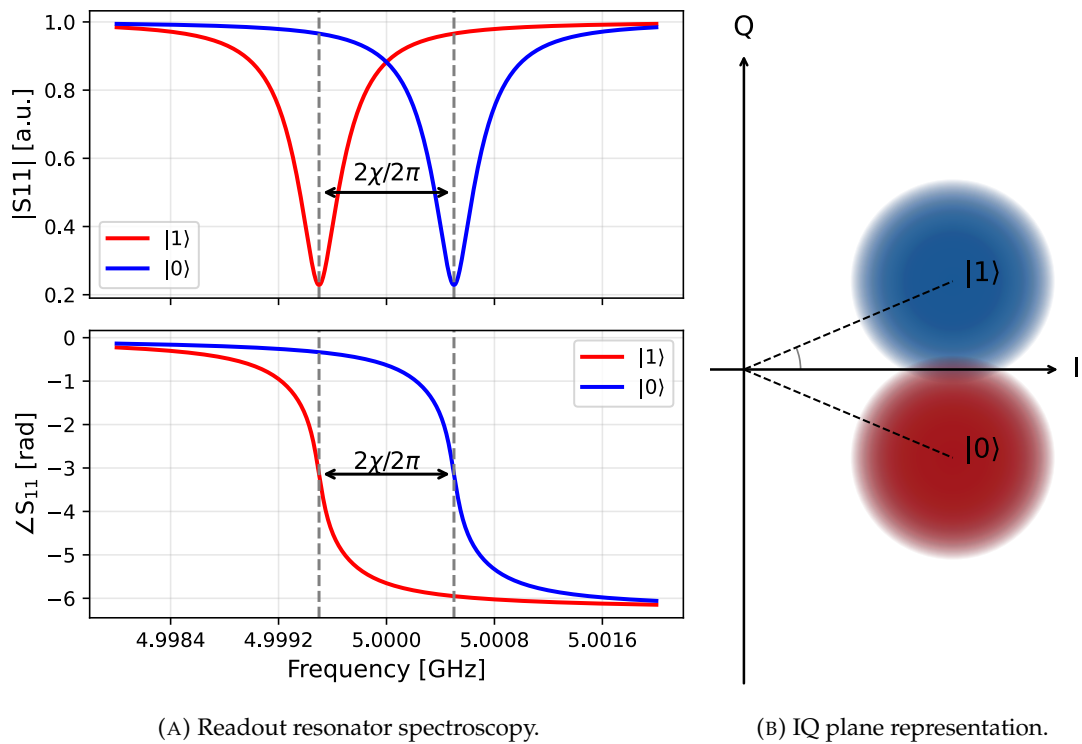 1.0
0.8
0.6
0.4
0.2
|S11| [a.u.]
2χ/2π
|1⟩
|0⟩
0
−1
−2
−3
−4
−5
−6
∠S₁₁ [rad]
|1⟩
|0⟩
2χ/2π
4.9984 4.9992 5.0000 5.0008 5.0016
Frequency [GHz]
(A) Readout resonator spectroscopy.
Q
|1⟩
I
|0⟩
(B) IQ plane representation.